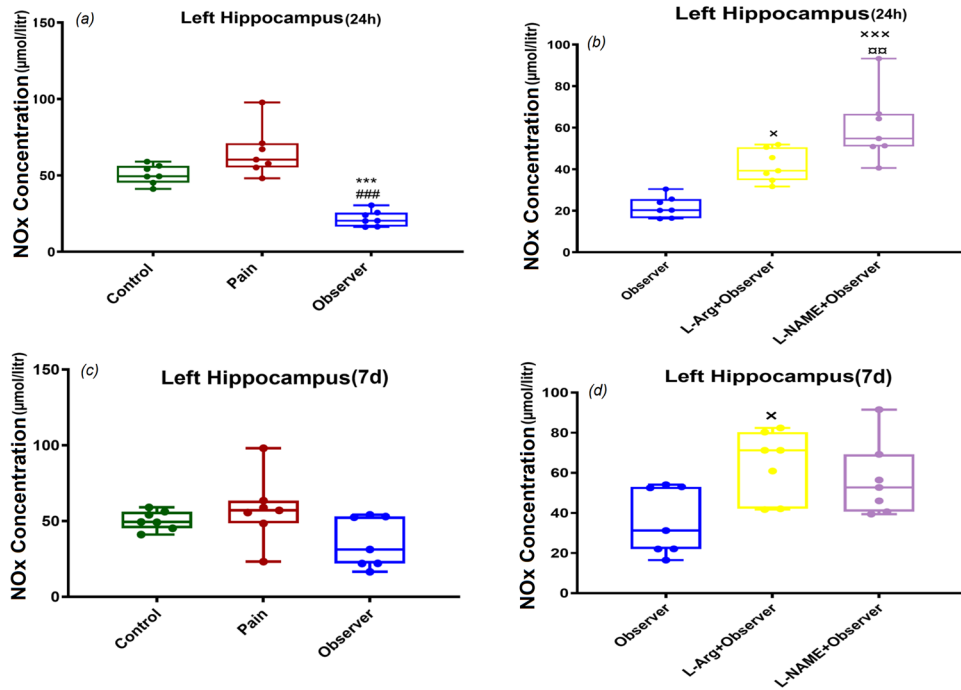 (a)
Left Hippocampus(24h)
NOx Concentration(µmol/litr)
150
100
50
0
***
###
Control
Pain
Observer
(b)
Left Hippocampus(24h)
NOx Concentration(µmol/litr)
100
80
60
40
20
0
×
×××
¤¤
Observer
L-Arg+Observer
L-NAME+Observer
(c)
Left Hippocampus(7d)
NOx Concentration(µmol/litr)
150
100
50
0
Control
Pain
Observer
(d)
Left Hippocampus(7d)
NOx Concentration(µmol/litr)
100
80
60
40
20
0
×
Observer
L-Arg+Observer
L-NAME+Observer